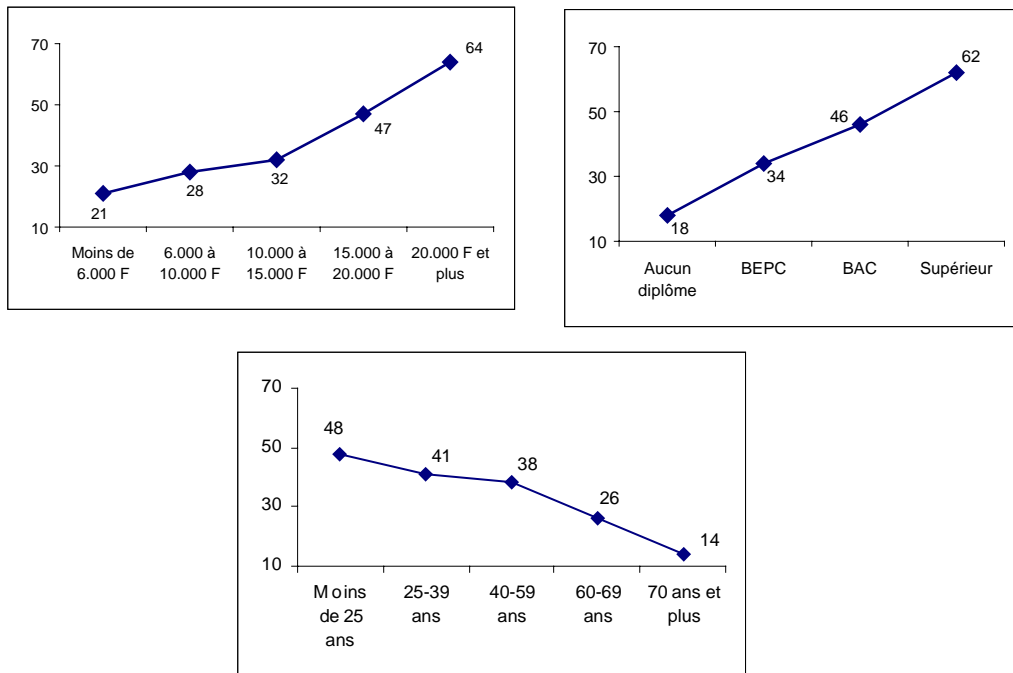 70
50
30
10
21
28
32
47
64
Moins de
6.000 F
6.000 à
10.000 F
10.000 à
15.000 F
15.000 à
20.000 F
20.000 F et
plus
70
50
30
10
18
34
46
62
Aucun
diplôme
BEPC
BAC
Supérieur
70
50
30
10
48
41
38
26
14
Moins
de 25
ans
25-39
ans
40-59
ans
60-69
ans
70 ans et
plus